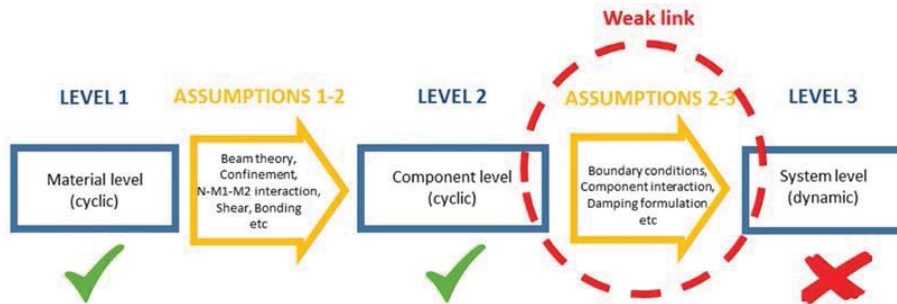 Weak link
LEVEL 1
ASSUMPTIONS 1-2
LEVEL 2
ASSUMPTIONS 2-3
LEVEL 3
Material level
(cyclic)
Beam theory,
Confinement,
N-M1-M2 interaction,
Shear, Bonding
etc
Component level
(cyclic)
Boundary conditions,
Component interaction,
Damping formulation
etc
System level
(dynamic)